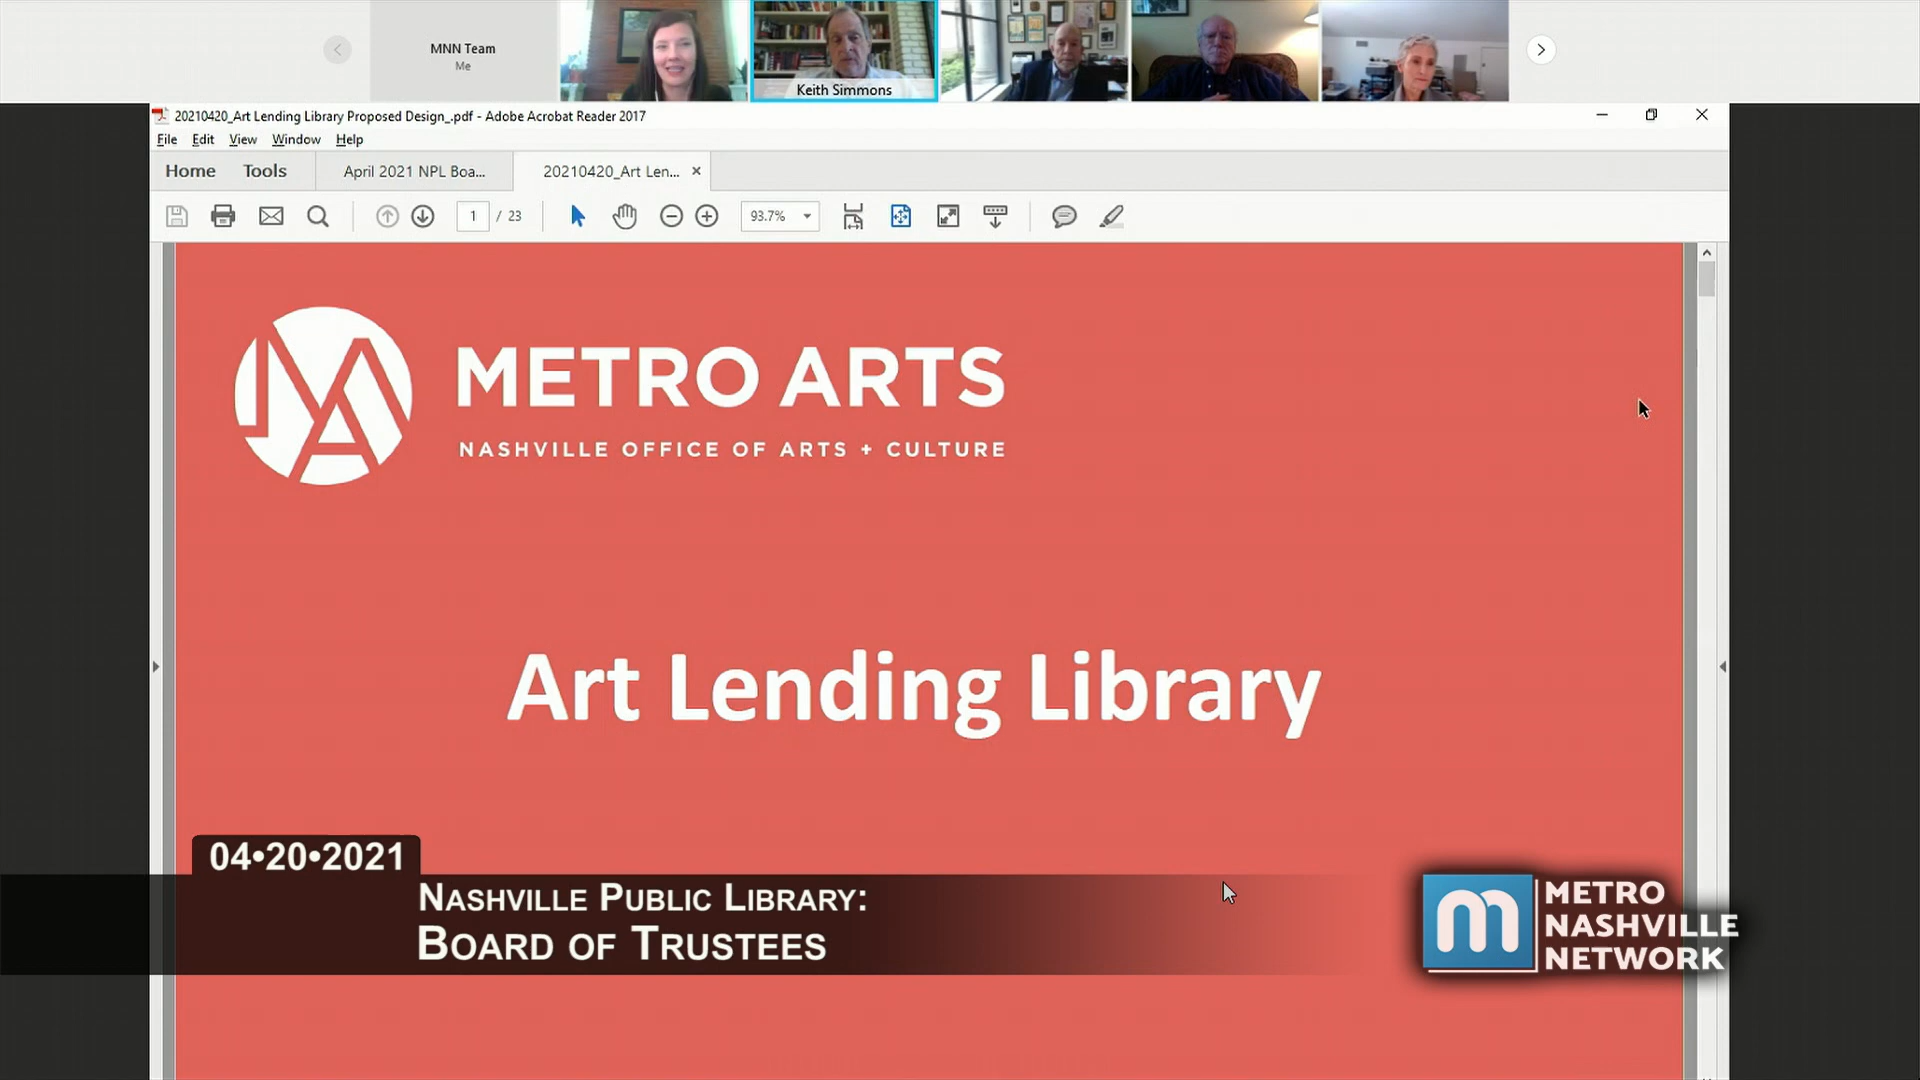 MNN Team
Me
Keith Simmons
20210420_Art Lending Library Proposed Design_.pdf - Adobe Acrobat Reader 2017
File Edit View Window Help
Home Tools April 2021 NPL Boa... 20210420_Art Len...
1 / 23 93.7%
METRO ARTS
NASHVILLE OFFICE OF ARTS + CULTURE
Art Lending Library
04•20•2021
NASHVILLE PUBLIC LIBRARY:
BOARD OF TRUSTEES
METRO
NASHVILLE
NETWORK